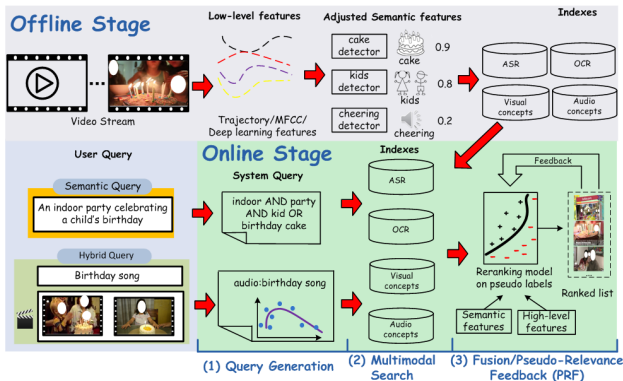 Offline Stage
Low-level features
Adjusted Semantic features
Indexes
Video Stream
Trajectory/MFCC/
Deep learning features
cake
detector
cake
0.9
kids
detector
kids
0.8
cheering
detector
cheering
0.2
ASR
OCR
Visual
concepts
Audio
concepts
Online Stage
User Query
Semantic Query
An indoor party celebrating
a child's birthday
Hybrid Query
Birthday song
System Query
indoor AND party
AND kid OR
birthday cake
audio:birthday song
Indexes
ASR
OCR
Visual
concepts
Audio
concepts
Feedback
Reranking model
on pseudo labels
Ranked list
Semantic
features
High-level
features
(1) Query Generation
(2) Multimodal
Search
(3) Fusion/Pseudo-Relevance
Feedback (PRF)